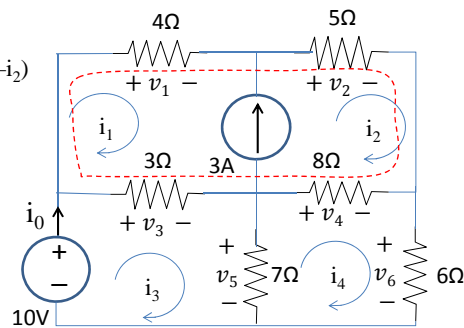 4Ω 5Ω
–i₂)
+ v₁ − + v₂ −
i₁ i₂
3Ω 3A 8Ω
i₀ + v₃ − + v₄ −
+ − 10V i₃ + v₅ − 7Ω i₄ + v₆ − 6Ω